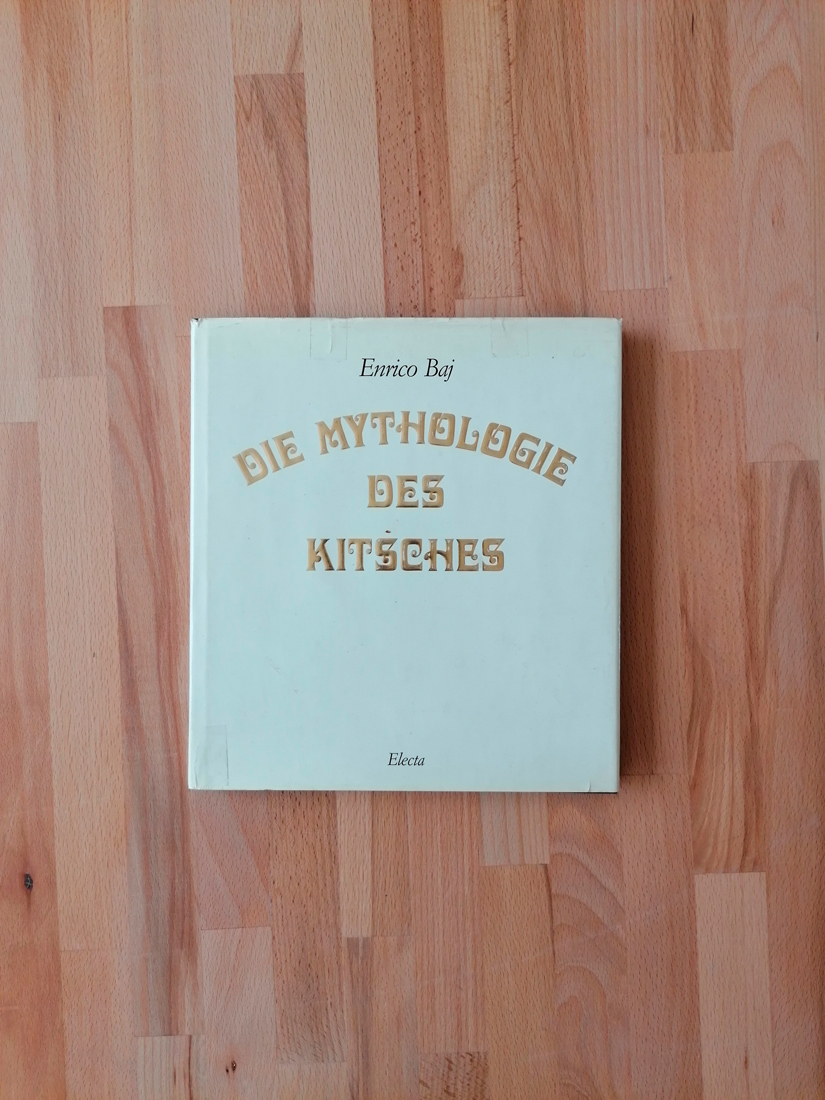 Enrico Baj
DIE MYTHOLOGIE
DES
KITSCHES
Electa